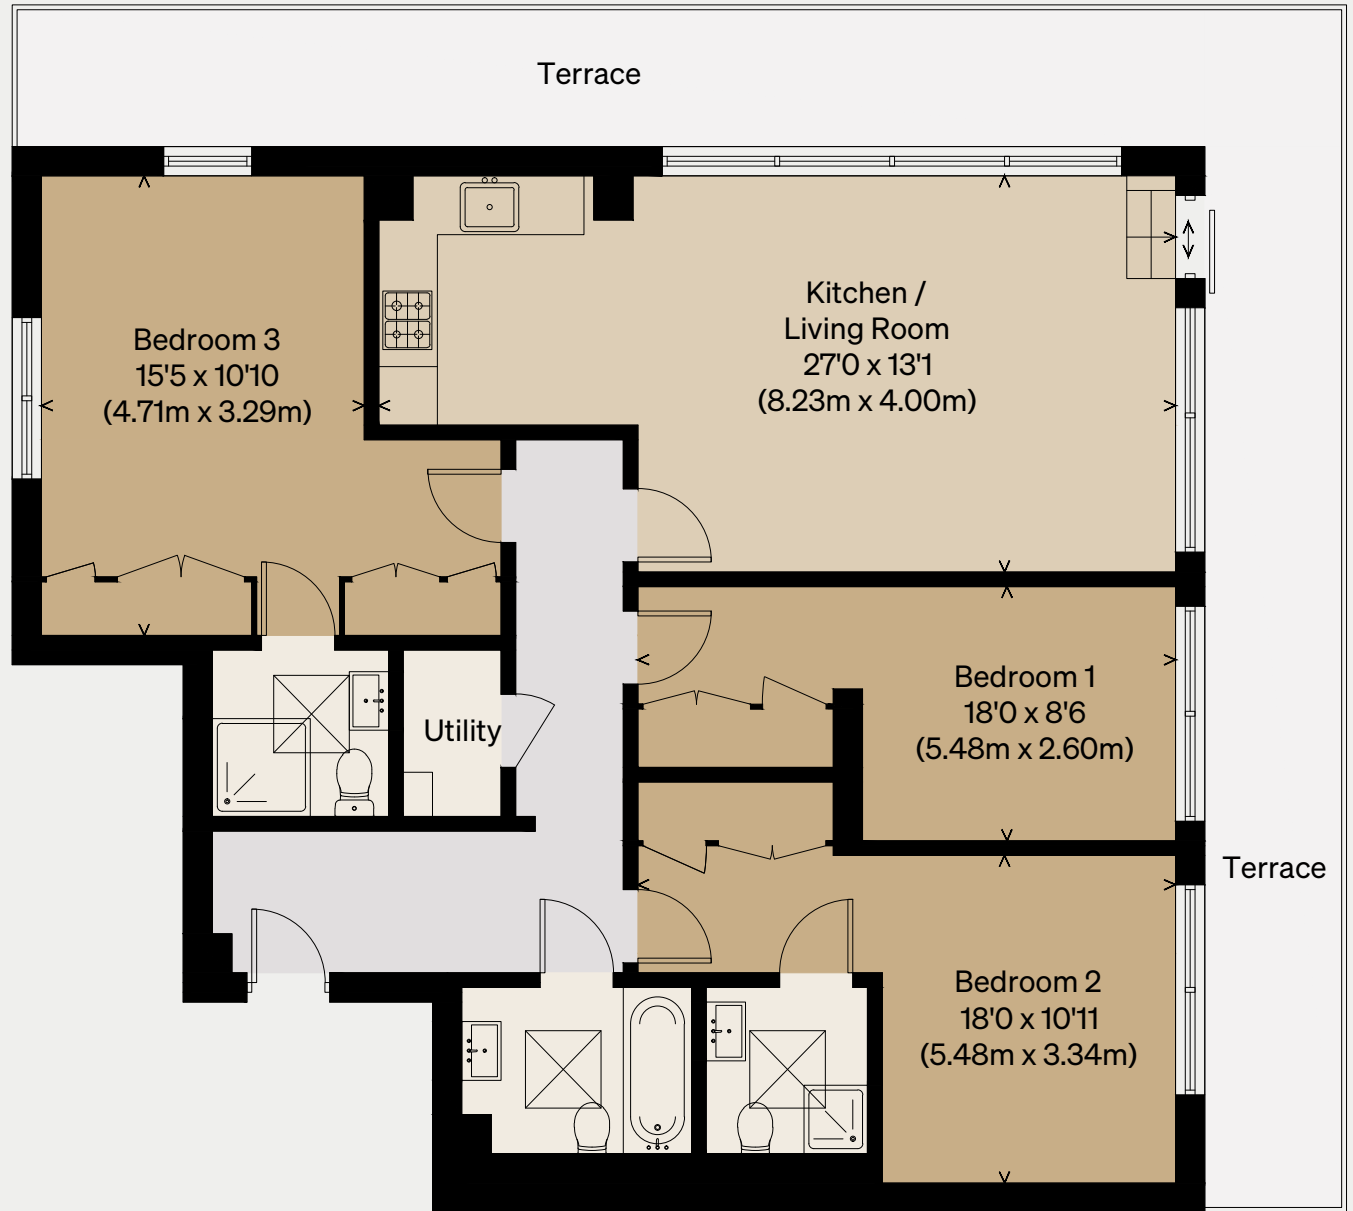 Terrace
Kitchen /
Living Room
27'0 x 13'1
(8.23m x 4.00m)
Bedroom 3
15'5 x 10'10
(4.71m x 3.29m)
Bedroom 1
18'0 x 8'6
(5.48m x 2.60m)
Utility
Terrace
Bedroom 2
18'0 x 10'11
(5.48m x 3.34m)